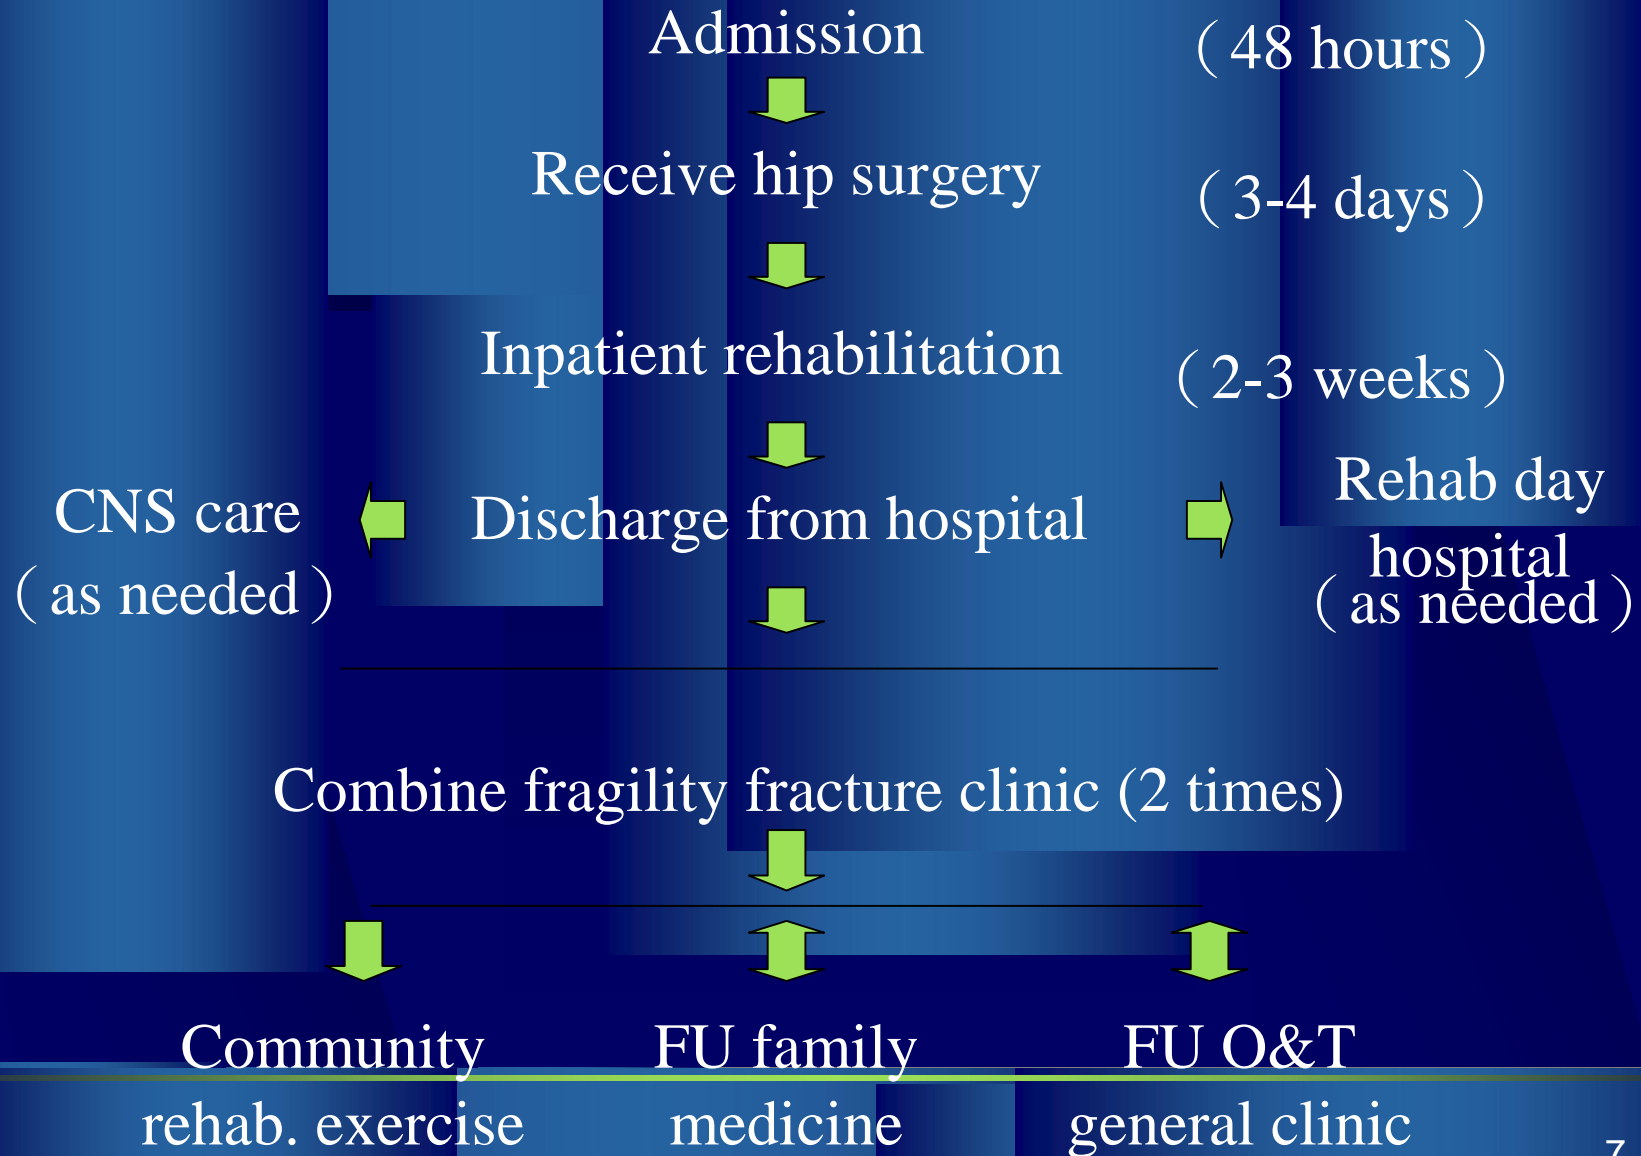 Admission （48 hours）
Receive hip surgery （3-4 days）
Inpatient rehabilitation （2-3 weeks）
CNS care
（as needed）
Discharge from hospital
Rehab day
hospital
（as needed）
Combine fragility fracture clinic (2 times)
Community
rehab. exercise
FU family
medicine
FU O&T
general clinic
7